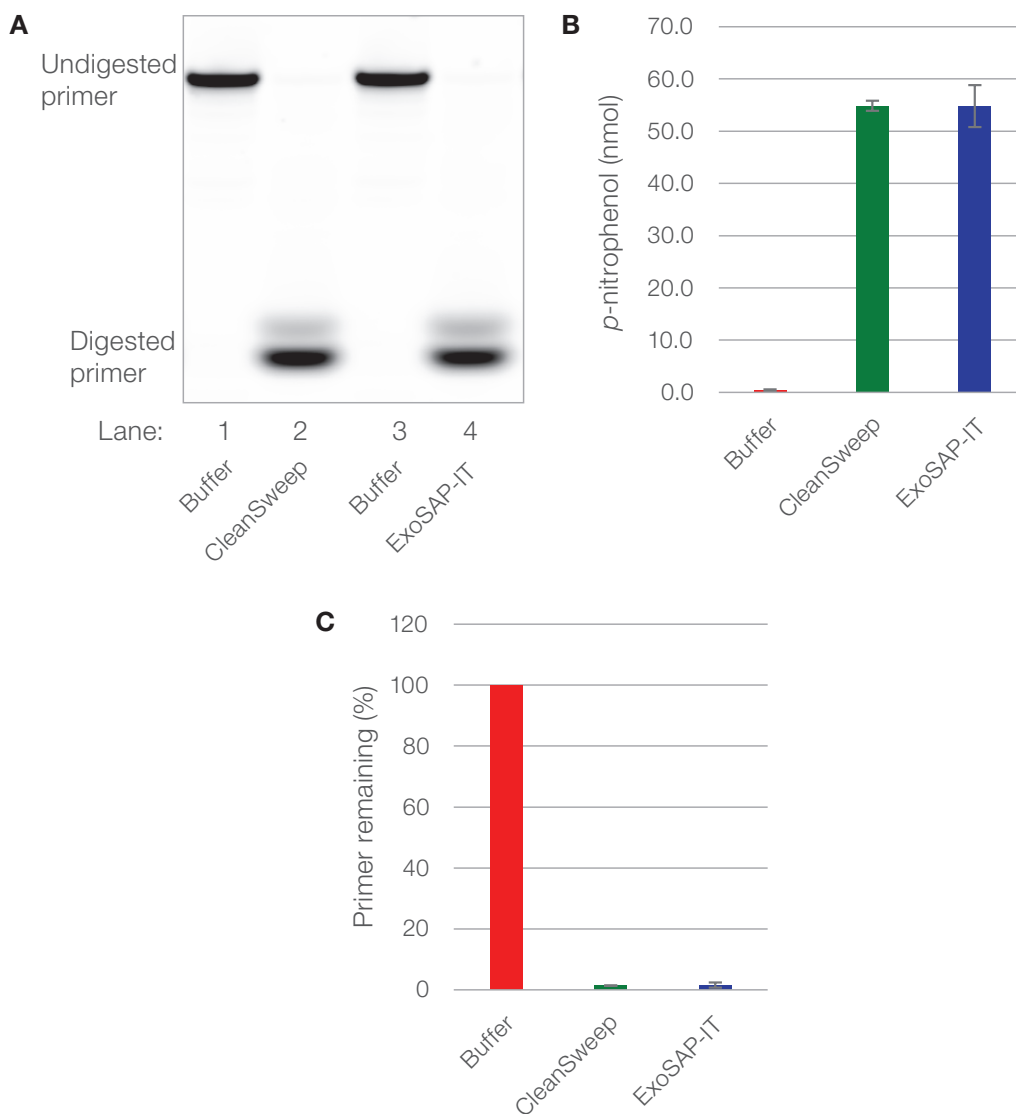 A
Undigested
primer
Digested
primer
Lane: 1 2 3 4
Buffer
CleanSweep
Buffer
ExoSAP-IT
B
p-nitrophenol (nmol)
70.0
60.0
50.0
40.0
30.0
20.0
10.0
0.0
Buffer
CleanSweep
ExoSAP-IT
C
Primer remaining (%)
120
100
80
60
40
20
0
Buffer
CleanSweep
ExoSAP-IT